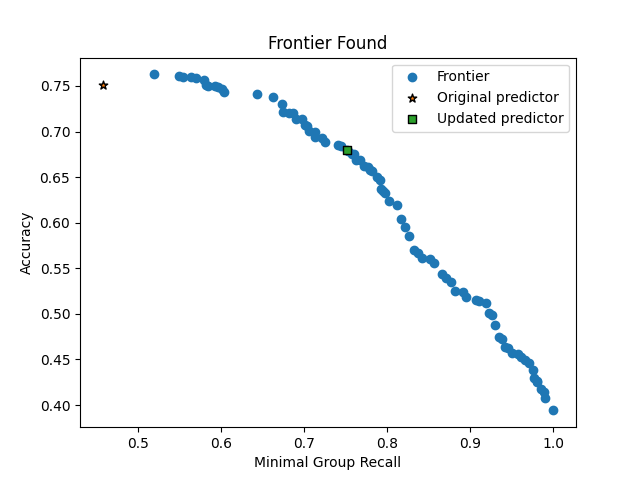 Frontier Found
Frontier
Original predictor
Updated predictor
Accuracy
0.75
0.70
0.65
0.60
0.55
0.50
0.45
0.40
0.5 0.6 0.7 0.8 0.9 1.0
Minimal Group Recall